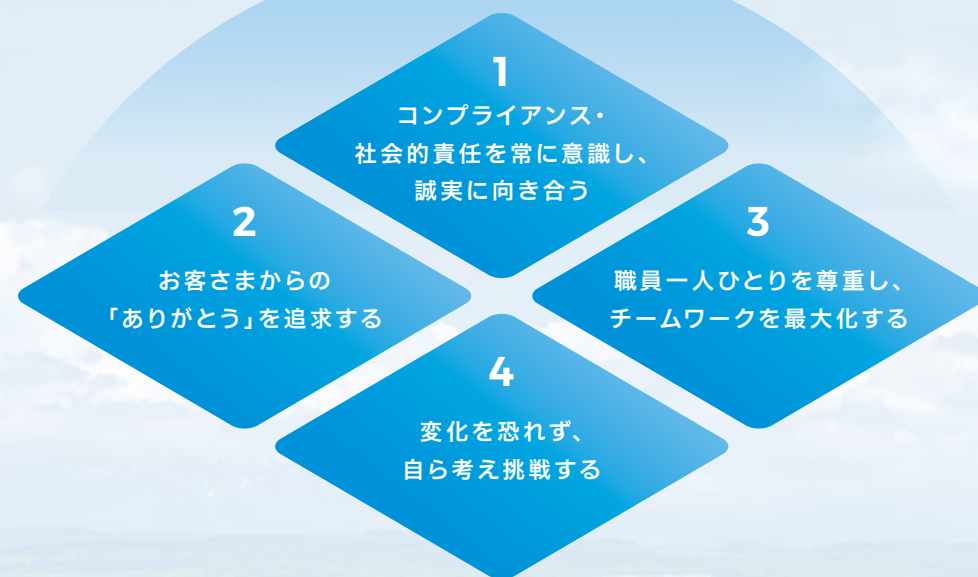 1
コンプライアンス・
社会的責任を常に意識し、
誠実に向き合う
2
お客さまからの
「ありがとう」を追求する
3
職員一人ひとりを尊重し、
チームワークを最大化する
4
変化を恐れず、
自ら考え挑戦する